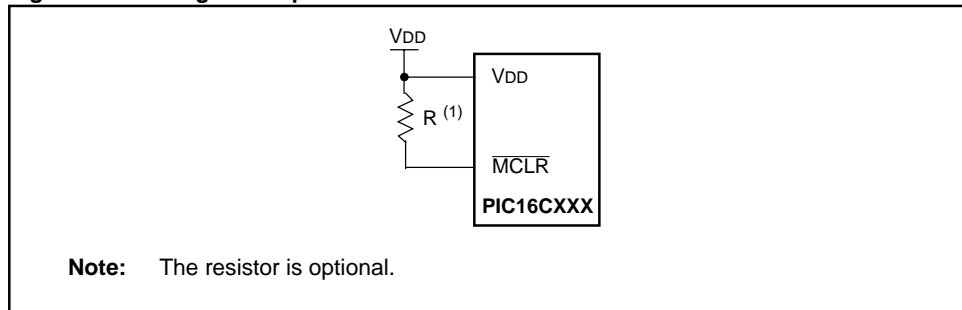 VDD
VDD
R (1)
MCLR
PIC16CXXX
Note: The resistor is optional.